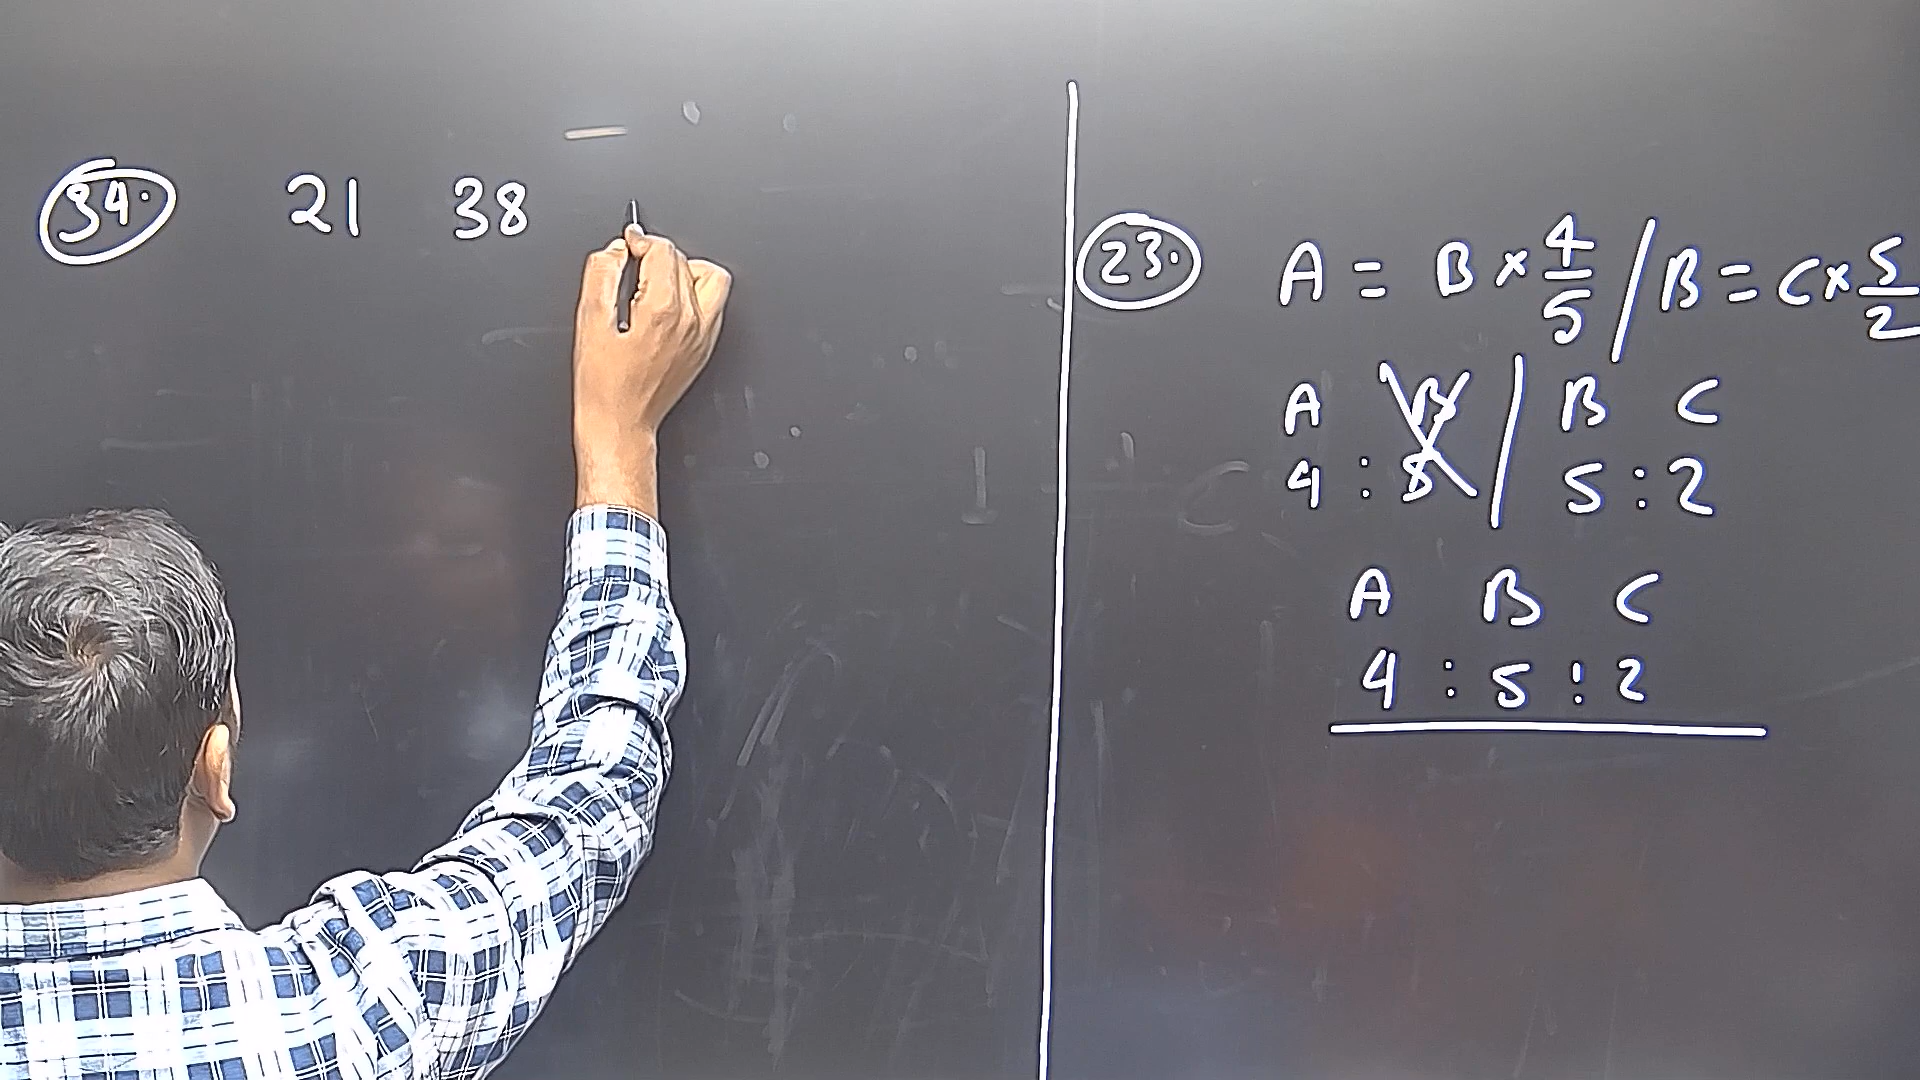 34. 21 38
23. A = B × 4/5 / B = C × 5/2
A B / B C
4 : 5 / 5 : 2
A B C
4 : 5 : 2